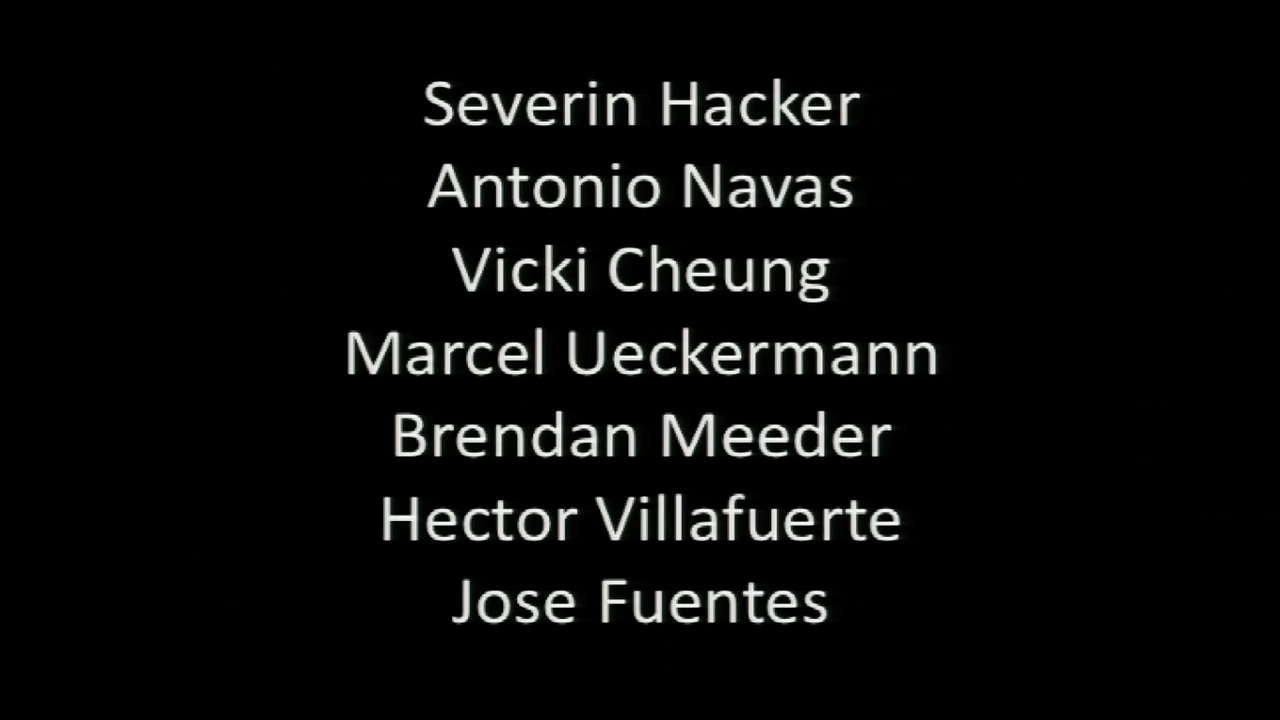 Severin Hacker
Antonio Navas
Vicki Cheung
Marcel Ueckermann
Brendan Meeder
Hector Villafuerte
Jose Fuentes